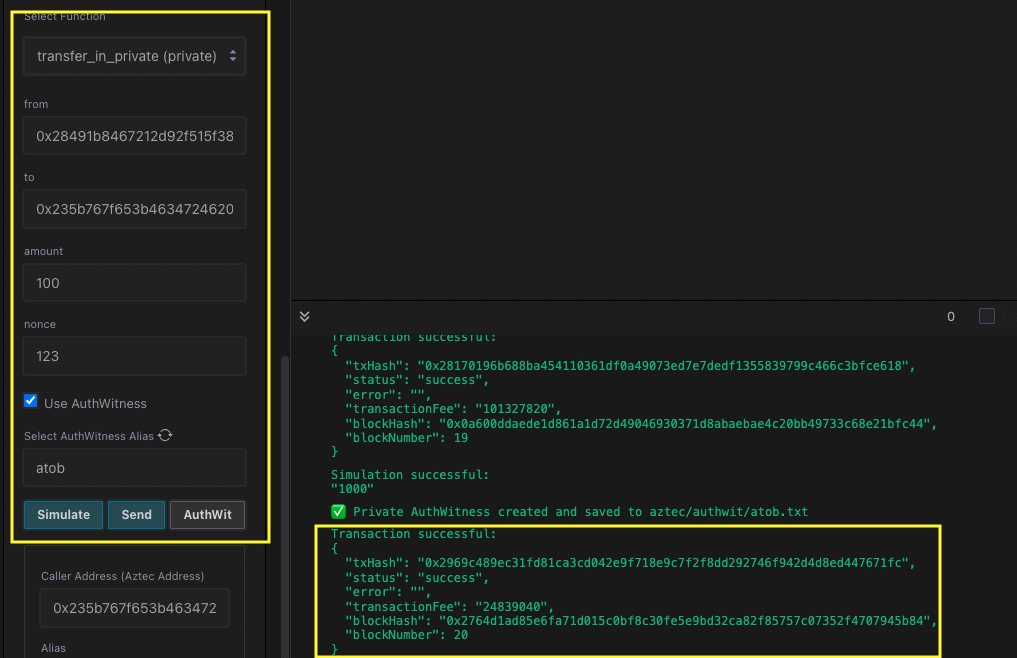 Select Function
transfer_in_private (private)
from
0x28491b8467212d92f515f38
to
0x235b767f653b4634724620
amount
100
nonce
123
Use AuthWitness
Select AuthWitness Alias
atob
Simulate
Send
AuthWit
Caller Address (Aztec Address)
0x235b767f653b463472
Alias
0
Transaction successful:
{
"txHash": "0x28170196b688ba454110361df0a49073ed7e7dedf1355839799c466c3bfce618",
"status": "success",
"error": "",
"transactionFee": "101327820",
"blockHash": "0x0a600ddaede1d861a1d72d49046930371d8abaebae4c20bb49733c68e21bfc44",
"blockNumber": 19
}
Simulation successful:
"1000"
✅ Private AuthWitness created and saved to aztec/authwit/atob.txt
Transaction successful:
{
"txHash": "0x2969c489ec31fd81ca3cd042e9f718e9c7f2f8dd292746f942d4d8ed447671fc",
"status": "success",
"error": "",
"transactionFee": "24839040",
"blockHash": "0x2764d1ad85e6fa71d015c0bf8c30fe5e9bd32ca82f85757c07352f4707945b84",
"blockNumber": 20
}